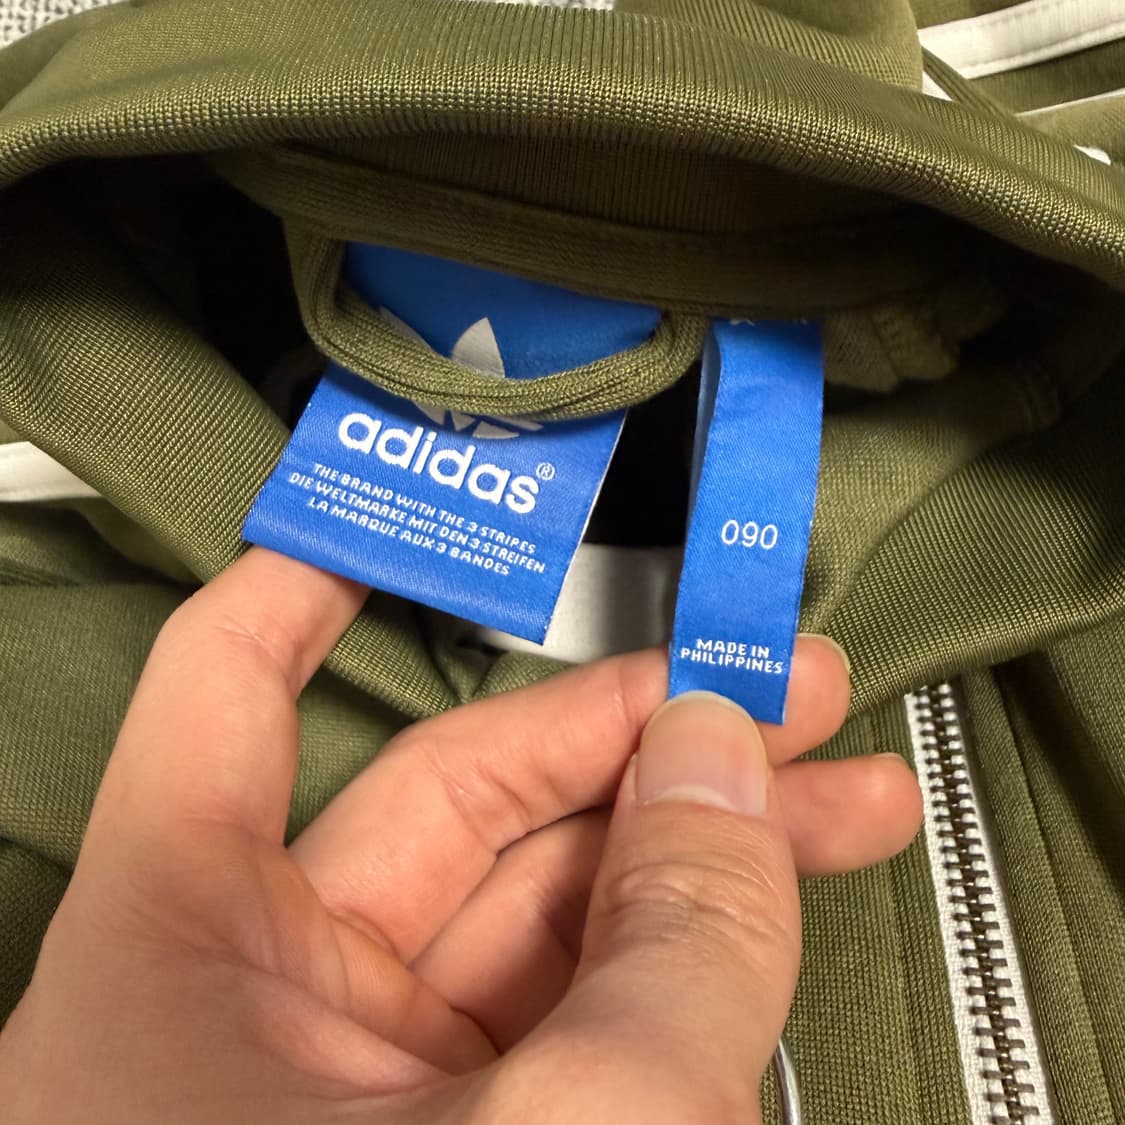 adidas®
THE BRAND WITH THE 3 STRIPES
DIE WELTMARKE MIT DEN 3 STREIFEN
LA MARQUE AUX 3 BANDES
090
MADE IN
PHILIPPINES